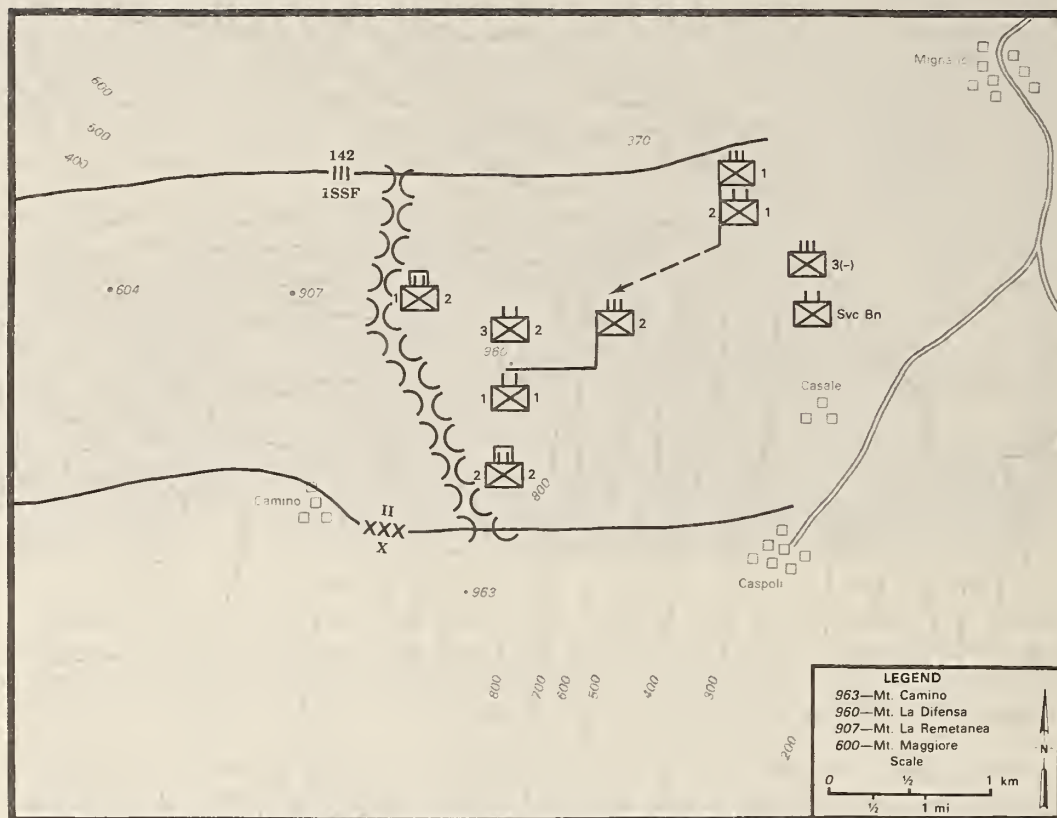 Mignano
600
500
400
370
142
1SSF
1
2 1
3(-)
1 2
604
907
2
Svc Bn
3 2
960
1 1
Casale
2 2
800
Camino
II
XXX
X
Caspoli
963
800
700
600
500
400
300
200
LEGEND
963—Mt. Camino
960—Mt. La Difensa
907—Mt. La Remetanea
600—Mt. Maggiore
Scale
0 ½ 1 km
½ 1 mi
N